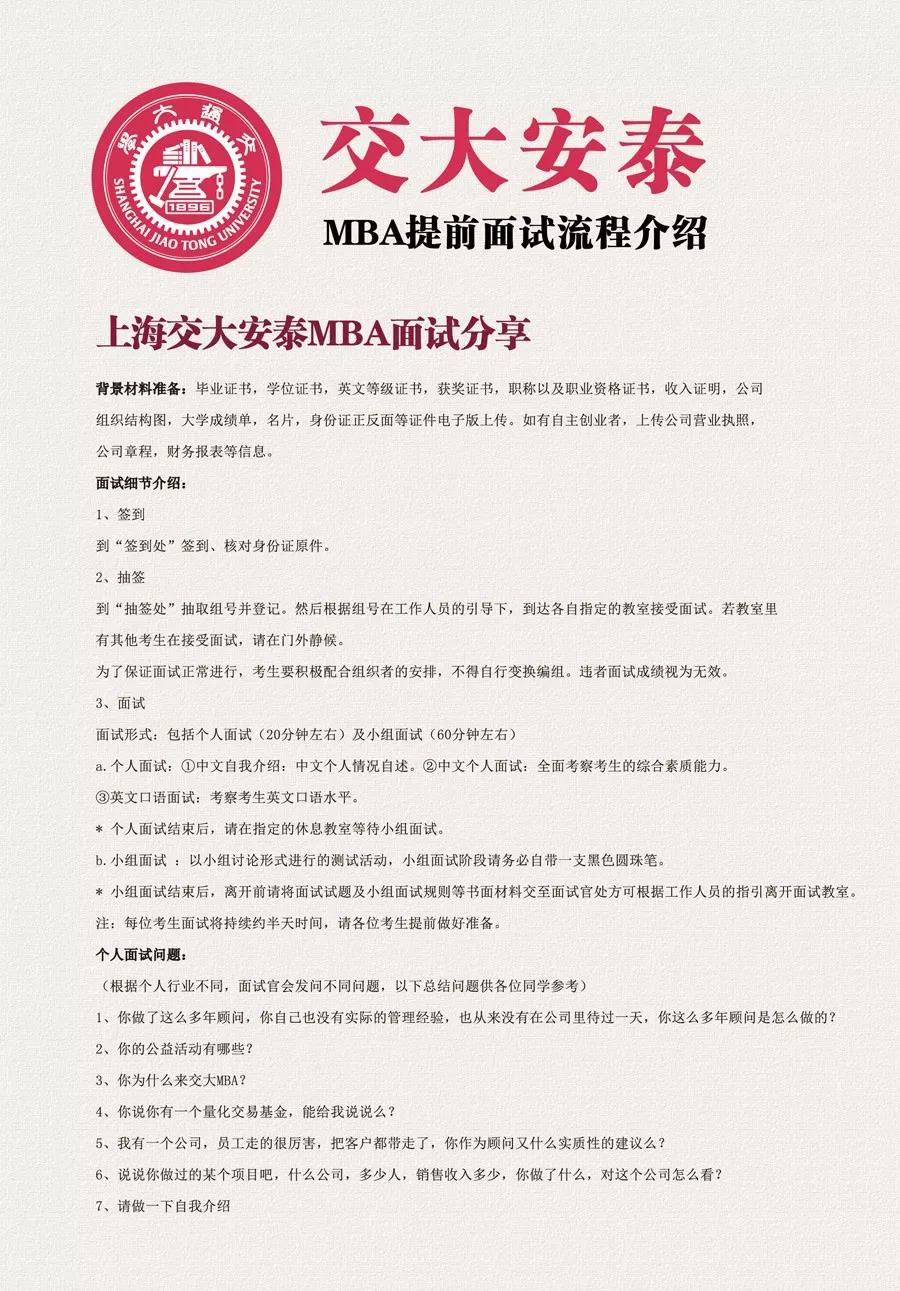 交通大學
1896
SHANGHAI JIAO TONG UNIVERSITY
交大安泰
MBA提前面试流程介绍
上海交大安泰MBA面试分享
背景材料准备：毕业证书，学位证书，英文等级证书，获奖证书，职称以及职业资格证书，收入证明，公司
组织结构图，大学成绩单，名片，身份证正反面等证件电子版上传。如有自主创业者，上传公司营业执照，
公司章程，财务报表等信息。
面试细节介绍：
1、签到
到“签到处”签到、核对身份证原件。
2、抽签
到“抽签处”抽取组号并登记。然后根据组号在工作人员的引导下，到达各自指定的教室接受面试。若教室里
有其他考生在接受面试，请在门外静候。
为了保证面试正常进行，考生要积极配合组织者的安排，不得自行变换编组。违者面试成绩视为无效。
3、面试
面试形式：包括个人面试（20分钟左右）及小组面试（60分钟左右）
a.个人面试：①中文自我介绍：中文个人情况自述。②中文个人面试：全面考察考生的综合素质能力。
③英文口语面试：考察考生英文口语水平。
* 个人面试结束后，请在指定的休息教室等待小组面试。
b.小组面试 ：以小组讨论形式进行的测试活动，小组面试阶段请务必自带一支黑色圆珠笔。
* 小组面试结束后，离开前请将面试试题及小组面试规则等书面材料交至面试官处方可根据工作人员的指引离开面试教室。
注：每位考生面试将持续约半天时间，请各位考生提前做好准备。
个人面试问题：
（根据个人行业不同，面试官会发问不同问题，以下总结问题供各位同学参考）
1、你做了这么多年顾问，你自己也没有实际的管理经验，也从来没有在公司里待过一天，你这么多年顾问是怎么做的？
2、你的公益活动有哪些？
3、你为什么来交大MBA？
4、你说你有一个量化交易基金，能给我说说么？
5、我有一个公司，员工走的很厉害，把客户都带走了，你作为顾问又什么实质性的建议么？
6、说说你做过的某个项目吧，什么公司，多少人，销售收入多少，你做了什么，对这个公司怎么看？
7、请做一下自我介绍